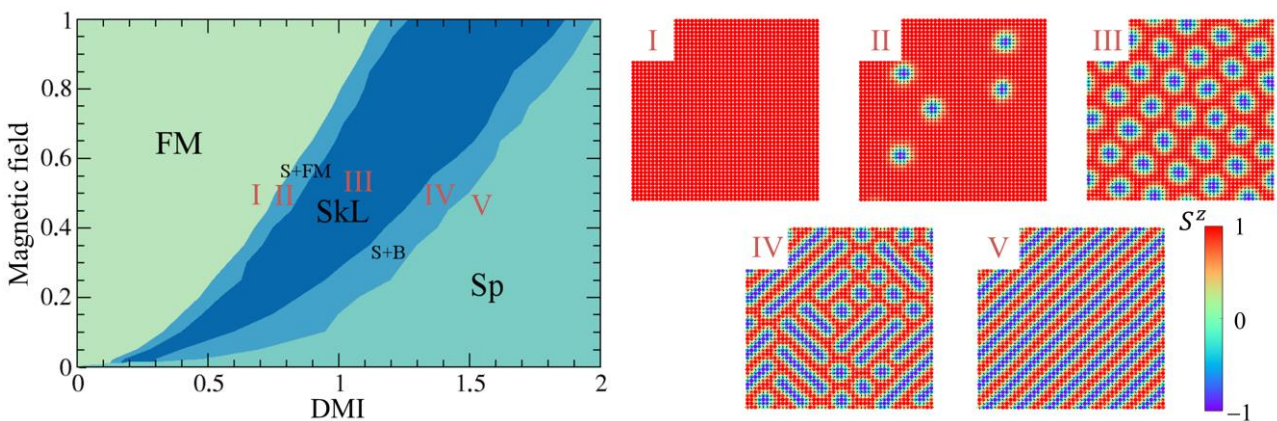 Magnetic field
1
0.8
0.6
0.4
0.2
0
0
0.5
1
1.5
2
DMI
FM
S+FM
I
II
III
IV
V
SkL
S+B
Sp
I
II
III
IV
V
S^z
1
0
−1